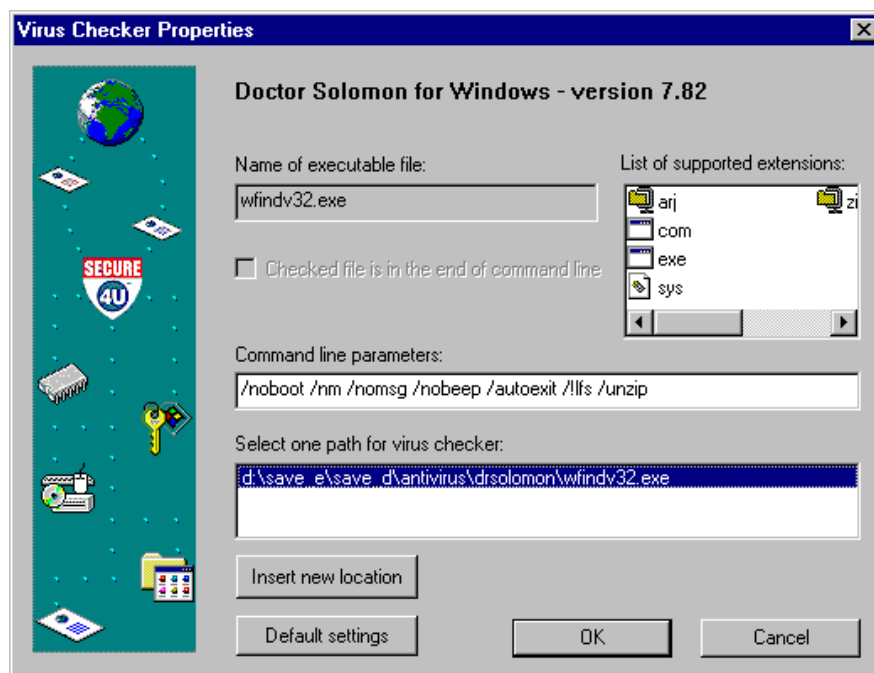 Virus Checker Properties
Doctor Solomon for Windows - version 7.82
Name of executable file:
wfindv32.exe
Checked file is in the end of command line
List of supported extensions:
arj
zi
com
exe
sys
SECURE
4U
Command line parameters:
/noboot /nm /nomsg /nobeep /autoexit /!lfs /unzip
Select one path for virus checker:
d:\save_e\save_d\antivirus\drsolomon\wfindv32.exe
Insert new location
Default settings
OK
Cancel